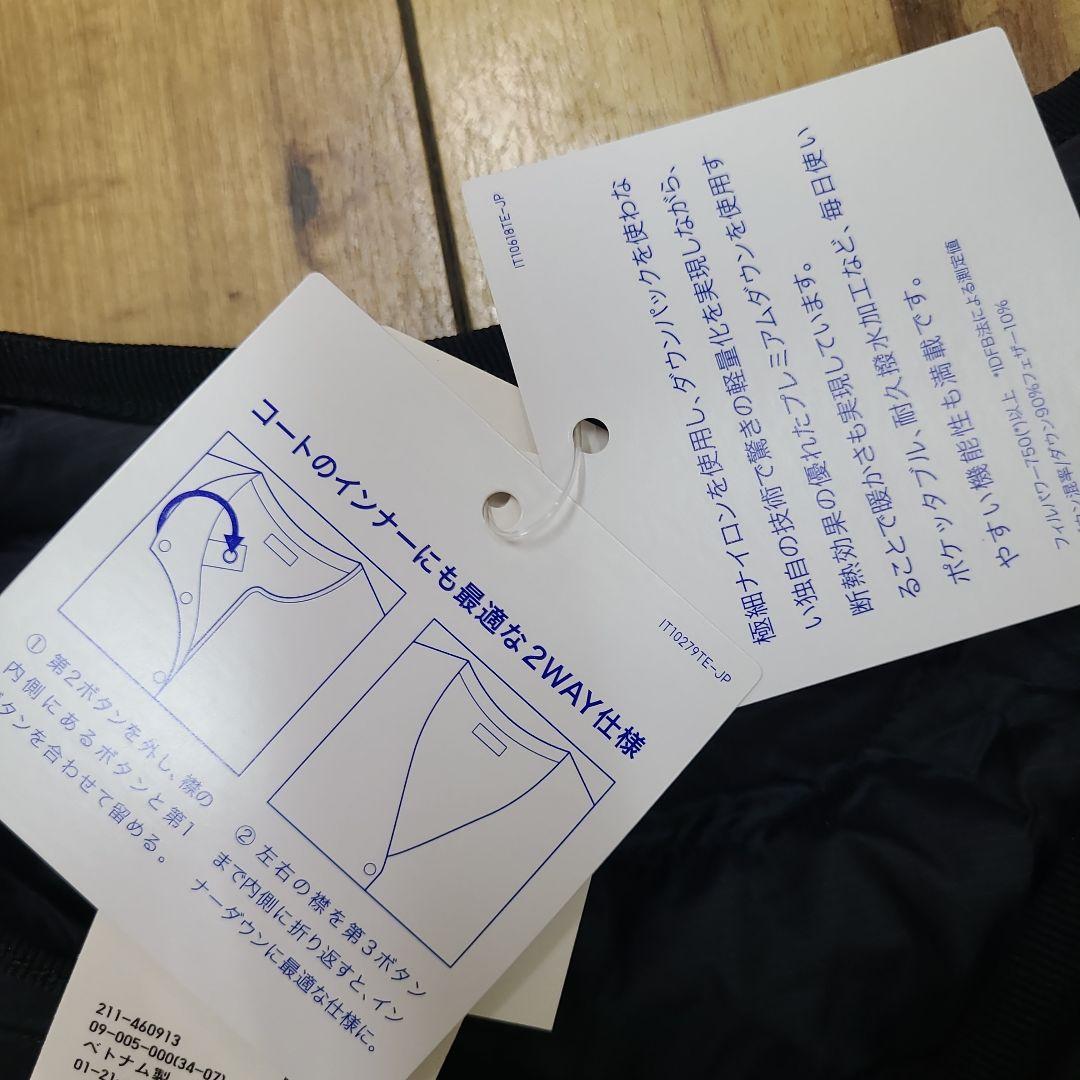 IT10618TE-JP
極細ナイロンを使用し、ダウンパックを使わな
い独自の技術で驚きの軽量化を実現しながら、
断熱効果の優れたプレミアムダウンを使用す
ることで暖かさも実現しています。
ポケッタブル、耐久撥水加工など、毎日使い
やすい機能性も満載です。
フィルパワー750(†)以上 *IDFB法による測定値
ウン混率/ダウン90%フェザー10%
コートのインナーにも最適な2WAY仕様
IT10279TE-JP
① 第2ボタンを外し、襟の
内側にあるボタンと第1
ボタンを合わせて留める。
② 左右の襟を第3ボタン
まで内側に折り返すと、イン
ナーダウンに最適な仕様に。
211-460913
09-005-000(34-07)
ベトナム製
01-21